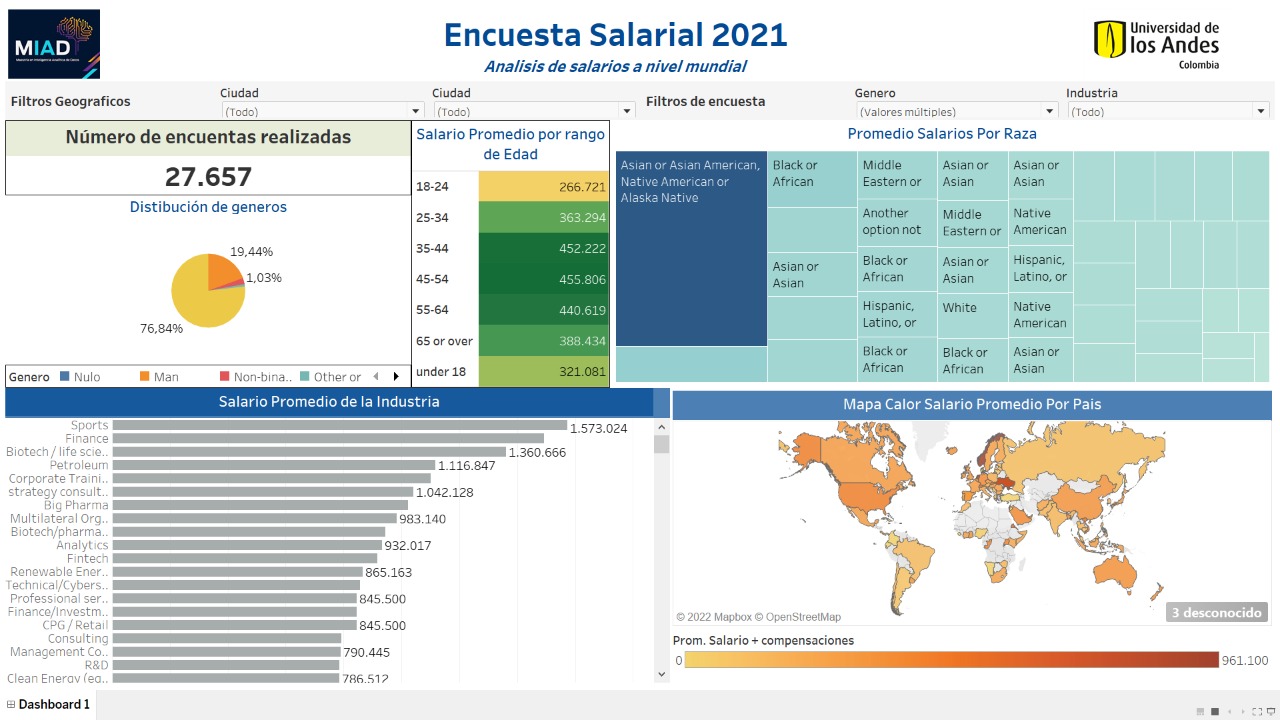 MIAD
Encuesta Salarial 2021
Analisis de salarios a nivel mundial
Universidad de
los Andes
Colombia
Filtros Geograficos
Ciudad
(Todo)
Ciudad
(Todo)
Filtros de encuesta
Genero
(Valores múltiples)
Industria
(Todo)
Número de encuentas realizadas
27.657
Distibución de generos
19,44%
1,03%
76,84%
Genero
Nulo
Man
Non-bina..
Other or
Salario Promedio por rango
de Edad
18-24 266.721
25-34 363.294
35-44 452.222
45-54 455.806
55-64 440.619
65 or over 388.434
under 18 321.081
Promedio Salarios Por Raza
Asian or Asian American,
Native American or
Alaska Native
Black or
African
Asian or
Asian
Middle
Eastern or
Another
option not
Black or
African
Hispanic,
Latino, or
Black or
African
Asian or
Asian
Middle
Eastern or
Asian or
Asian
White
Black or
African
Asian or
Asian
Native
American
Hispanic,
Latino, or
Native
American
Asian or
Asian
Salario Promedio de la Industria
Sports 1.573.024
Finance
Biotech / life scie.. 1.360.666
Petroleum 1.116.847
Corporate Traini..
strategy consult.. 1.042.128
Big Pharma
Multilateral Org.. 983.140
Biotech/pharma..
Analytics 932.017
Fintech
Renewable Ener.. 865.163
Technical/Cybers..
Professional ser.. 845.500
Finance/Investm..
CPG / Retail 845.500
Consulting
Management Co.. 790.445
R&D
Clean Energy (eq.. 786.512
Mapa Calor Salario Promedio Por Pais
© 2022 Mapbox © OpenStreetMap
3 desconocido
Prom. Salario + compensaciones
0 961.100
Dashboard 1